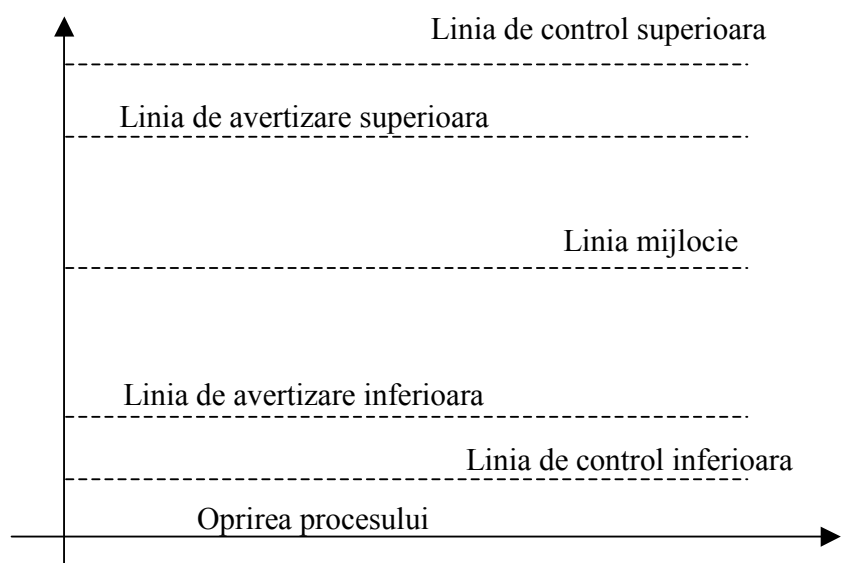 Linia de control superioara
Linia de avertizare superioara
Linia mijlocie
Linia de avertizare inferioara
Linia de control inferioara
Oprirea procesului